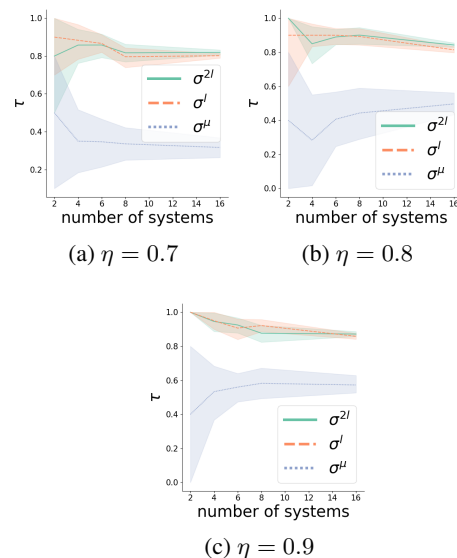 1.0
0.8
0.6
0.4
0.2
τ
2 4 6 8 10 12 14 16
number of systems
σ^{2l}
σ^{l}
σ^{μ}
(a) η = 0.7
1.0
0.8
0.6
0.4
0.2
0.0
τ
2 4 6 8 10 12 14 16
number of systems
σ^{2l}
σ^{l}
σ^{μ}
(b) η = 0.8
1.0
0.8
0.6
0.4
0.2
0.0
τ
2 4 6 8 10 12 14 16
number of systems
σ^{2l}
σ^{l}
σ^{μ}
(c) η = 0.9